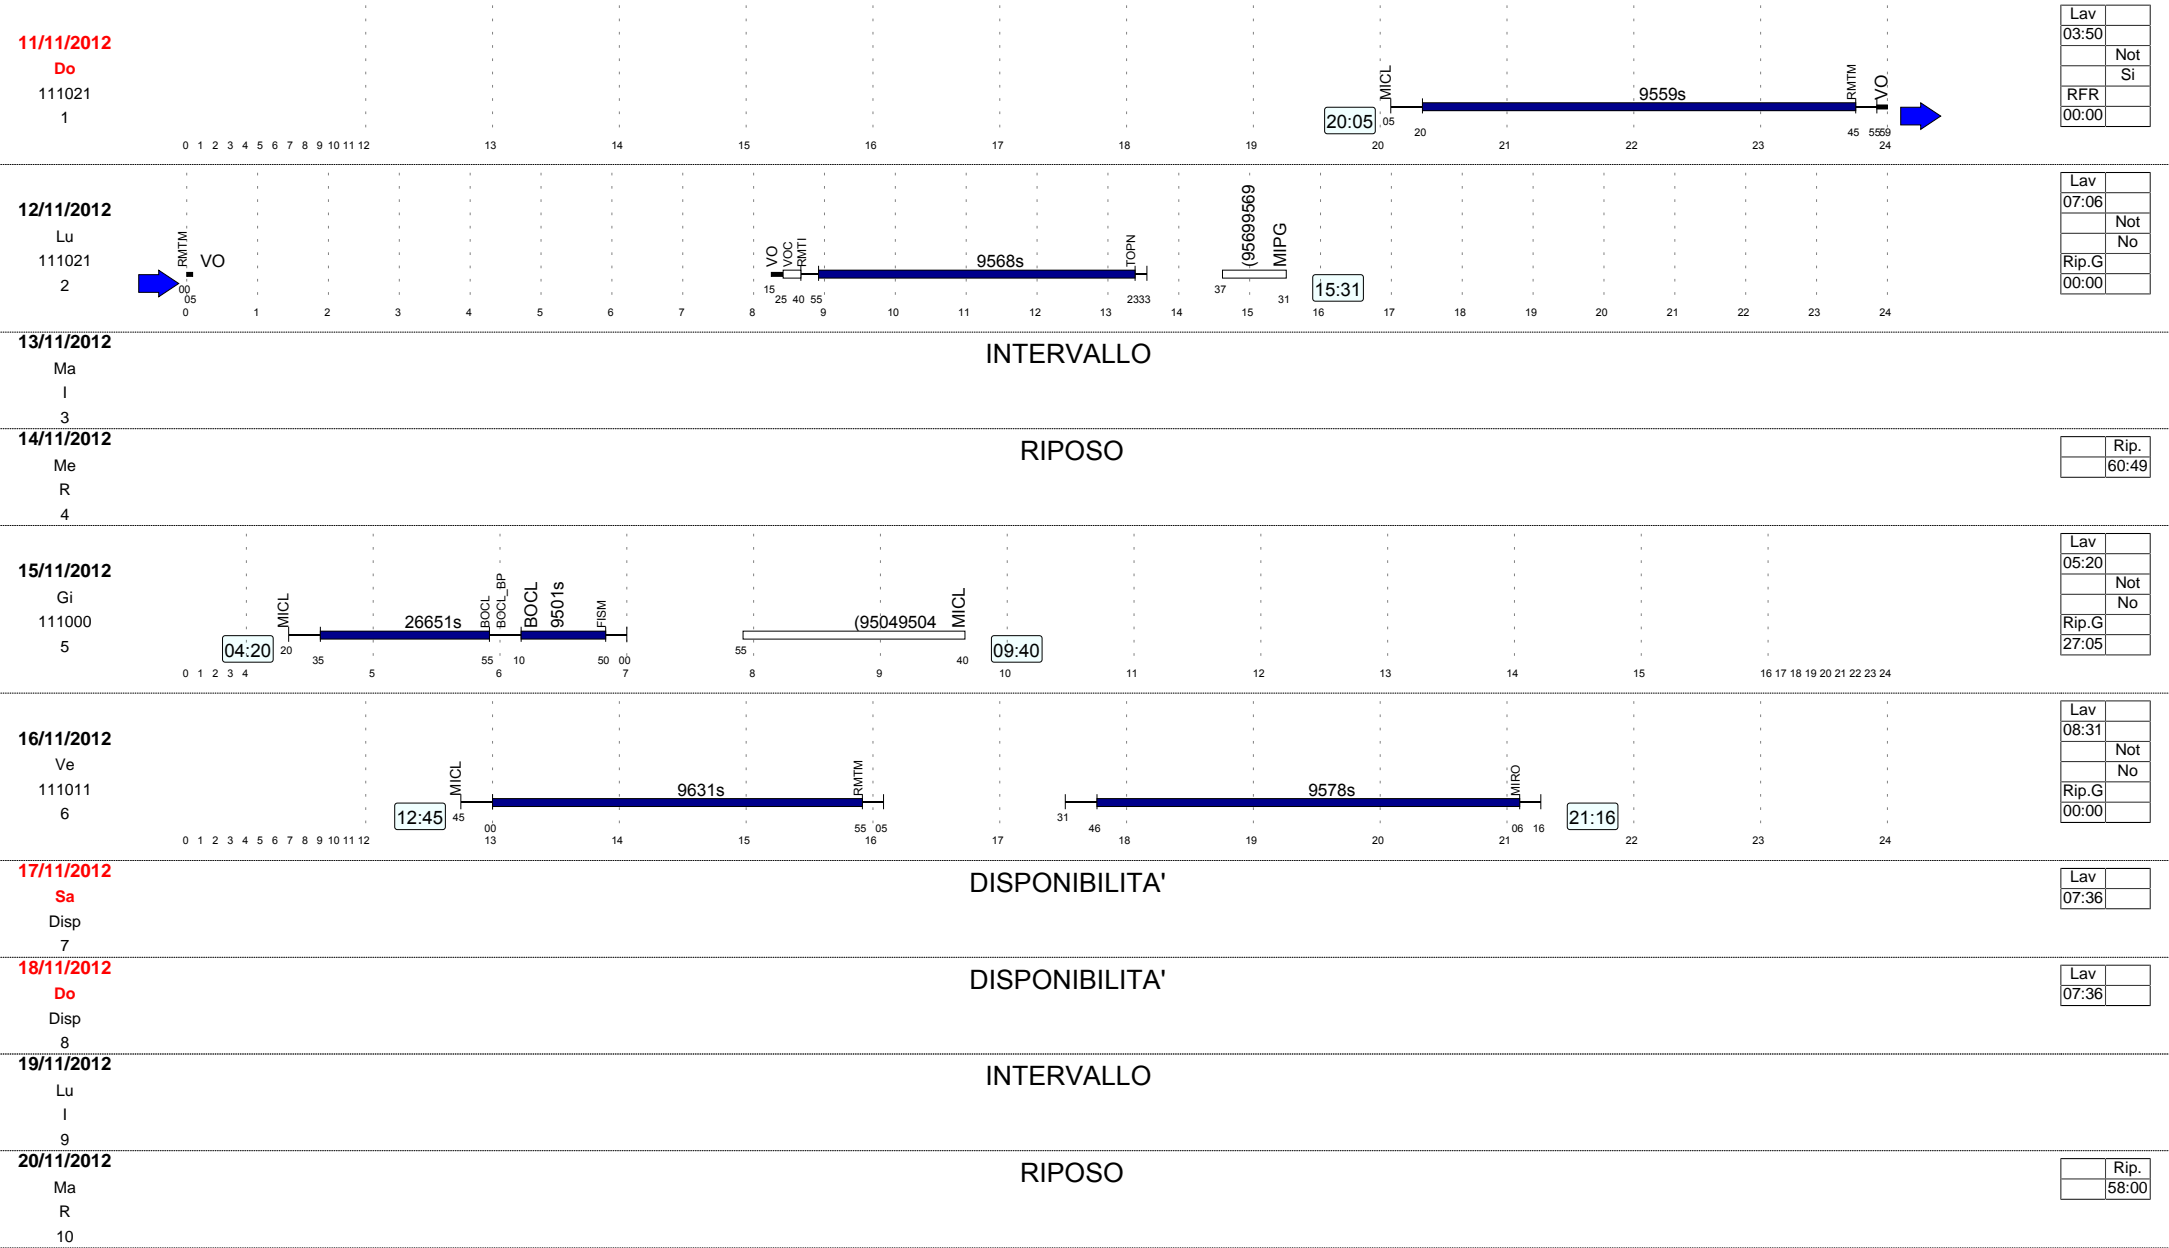 11/11/2012
Do
111021
1
MICL
9559s
RMTM
VO
20:05
05
20
45
55
59
0 1 2 3 4 5 6 7 8 9 10 11 12 13 14 15 16 17 18 19 20 21 22 23 24
Lav
03:50
Not
Si
RFR
00:00
12/11/2012
Lu
111021
2
RMTM
VO
00
05
VO
VOC
RMTI
9568s
TOPN
(95699569
MIPG
15
25
40
55
2333
37
31
15:31
0 1 2 3 4 5 6 7 8 9 10 11 12 13 14 15 16 17 18 19 20 21 22 23 24
Lav
07:06
Not
No
Rip.G
00:00
13/11/2012
Ma
I
3
INTERVALLO
14/11/2012
Me
R
4
RIPOSO
Rip.
60:49
15/11/2012
Gi
111000
5
04:20
MICL
26651s
BOCL
BOCL_BP
BOCL
9501s
FISM
(95049504
MICL
20
35
55
10
50
00
55
40
09:40
0 1 2 3 4 5 6 7 8 9 10 11 12 13 14 15 16 17 18 19 20 21 22 23 24
Lav
05:20
Not
No
Rip.G
27:05
16/11/2012
Ve
111011
6
12:45
MICL
9631s
RMTM
9578s
MIRO
45
00
55
05
31
46
06
16
21:16
0 1 2 3 4 5 6 7 8 9 10 11 12 13 14 15 16 17 18 19 20 21 22 23 24
Lav
08:31
Not
No
Rip.G
00:00
17/11/2012
Sa
Disp
7
DISPONIBILITA'
Lav
07:36
18/11/2012
Do
Disp
8
DISPONIBILITA'
Lav
07:36
19/11/2012
Lu
I
9
INTERVALLO
20/11/2012
Ma
R
10
RIPOSO
Rip.
58:00